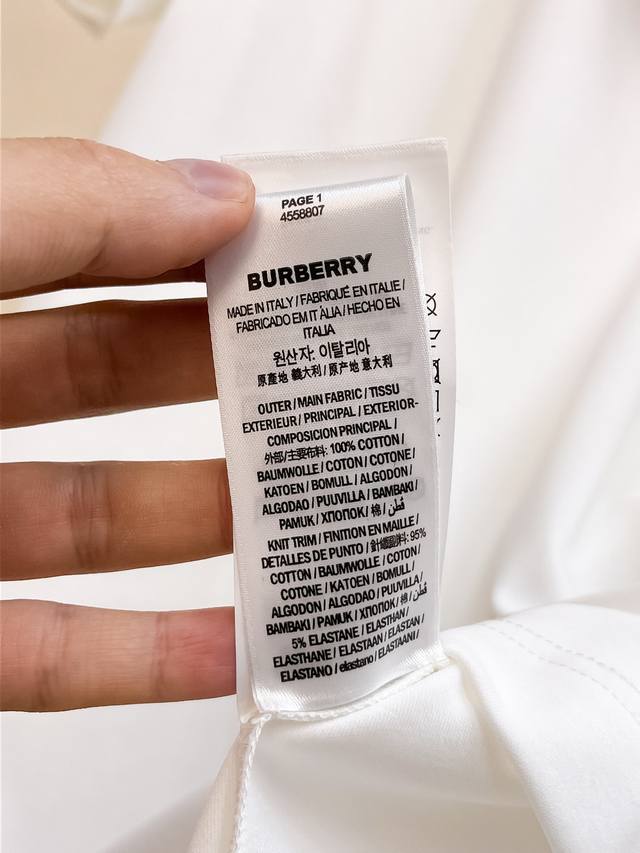 PAGE 1
4558807
BURBERRY
MADE IN ITALY / FABRIQUÉ EN ITALIE /
FABRICADO EM ITÀLIA / HECHO EN
ITALIA
원산자: 이탈리아
原產地 義大利 / 原产地 意大利
OUTER / MAIN FABRIC / TISSU
EXTERIEUR / PRINCIPAL / EXTERIOR-
COMPOSICION PRINCIPAL /
外部/主要布料: 100% COTTON /
BAUMWOLLE / COTON / COTONE /
KATOEN / BOMULL / ALGODON /
ALGODAO / PUUVILLA / BAMBAKI /
PAMUK / ХЛОПОК / 棉 / قطن
KNIT TRIM / FINITION EN MAILLE /
DETALLES DE PUNTO / 針織圓料: 95%
COTTON / BAUMWOLLE / COTON /
COTONE / KATOEN / BOMULL /
ALGODON / ALGODAO / PUUVILLA /
BAMBAKI / PAMUK / ХЛОПОК / 棉 / قطن
5% ELASTANE / ELASTHAN /
ELASTHANE / ELASTAAN / ELASTAN /
ELASTANO / elastano / ELASTAANI /